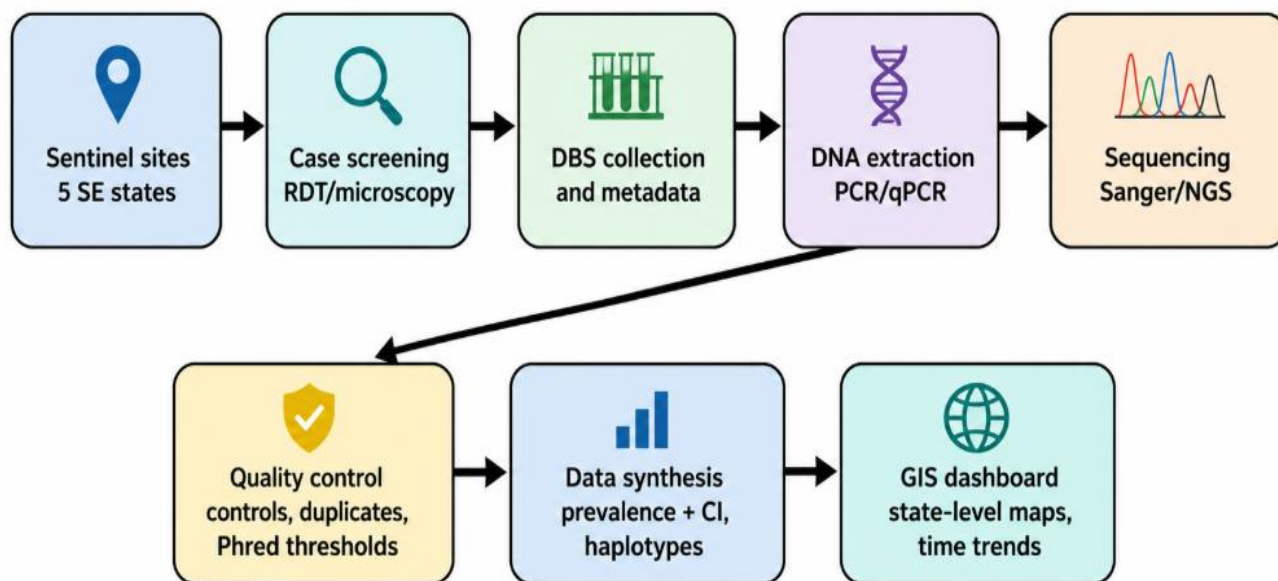 Sentinel sites
5 SE states
Case screening
RDT/microscopy
DBS collection
and metadata
DNA extraction
PCR/qPCR
Sequencing
Sanger/NGS
Quality control
controls, duplicates,
Phred thresholds
Data synthesis
prevalence + CI,
haplotypes
GIS dashboard
state-level maps,
time trends